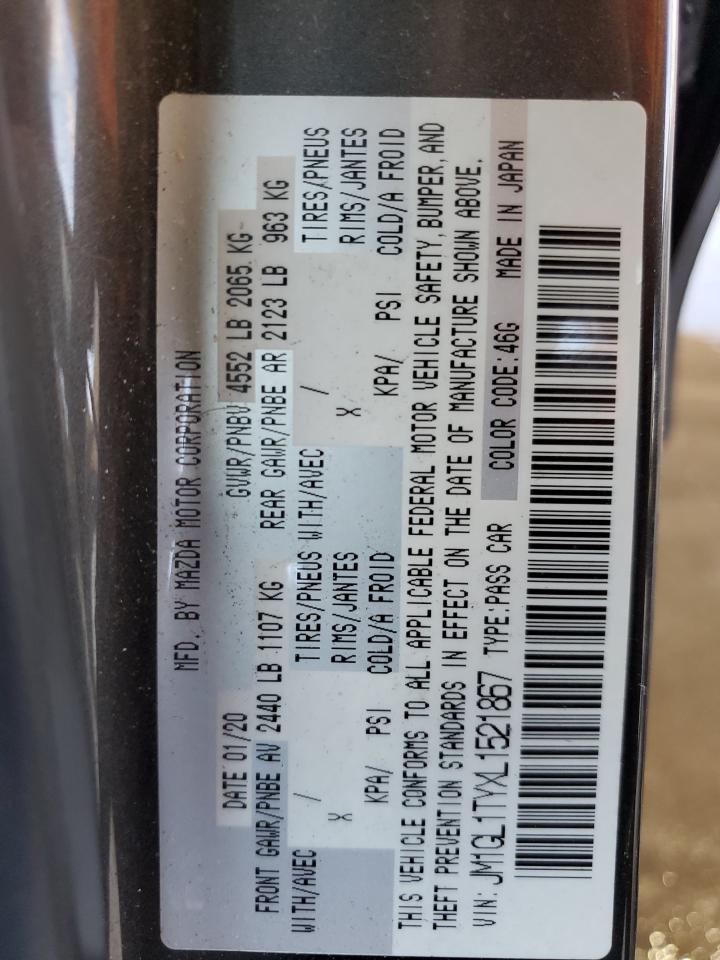 MFD. BY MAZDA MOTOR CORPORATION
DATE 01/20 GVWR/PNBV 4552 LB 2065 KG
FRONT GAWR/PNBE AV 2440 LB 1107 KG REAR GAWR/PNBE AR 2123 LB 963 KG
WITH/AVEC / TIRES/PNEUS WITH/AVEC / TIRES/PNEUS
X RIMS/JANTES X RIMS/JANTES
KPA/ PSI COLD/A FROID KPA/ PSI COLD/A FROID
THIS VEHICLE CONFORMS TO ALL APPLICABLE FEDERAL MOTOR VEHICLE SAFETY, BUMPER, AND
THEFT PREVENTION STANDARDS IN EFFECT ON THE DATE OF MANUFACTURE SHOWN ABOVE.
VIN: JM1GL1TYXL1521867 TYPE:PASS CAR COLOR CODE:46G MADE IN JAPAN